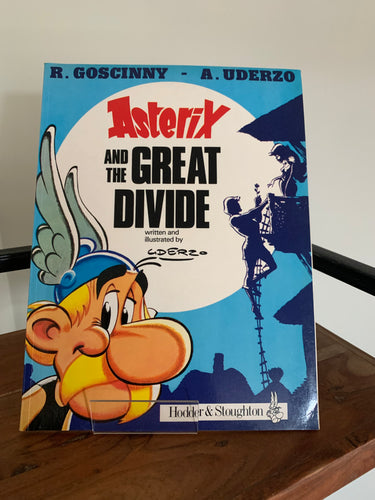 R. GOSCINNY - A. UDERZO
Asterix
AND
THE
GREAT
DIVIDE
written and
illustrated by
UDERZO
Hodder & Stoughton